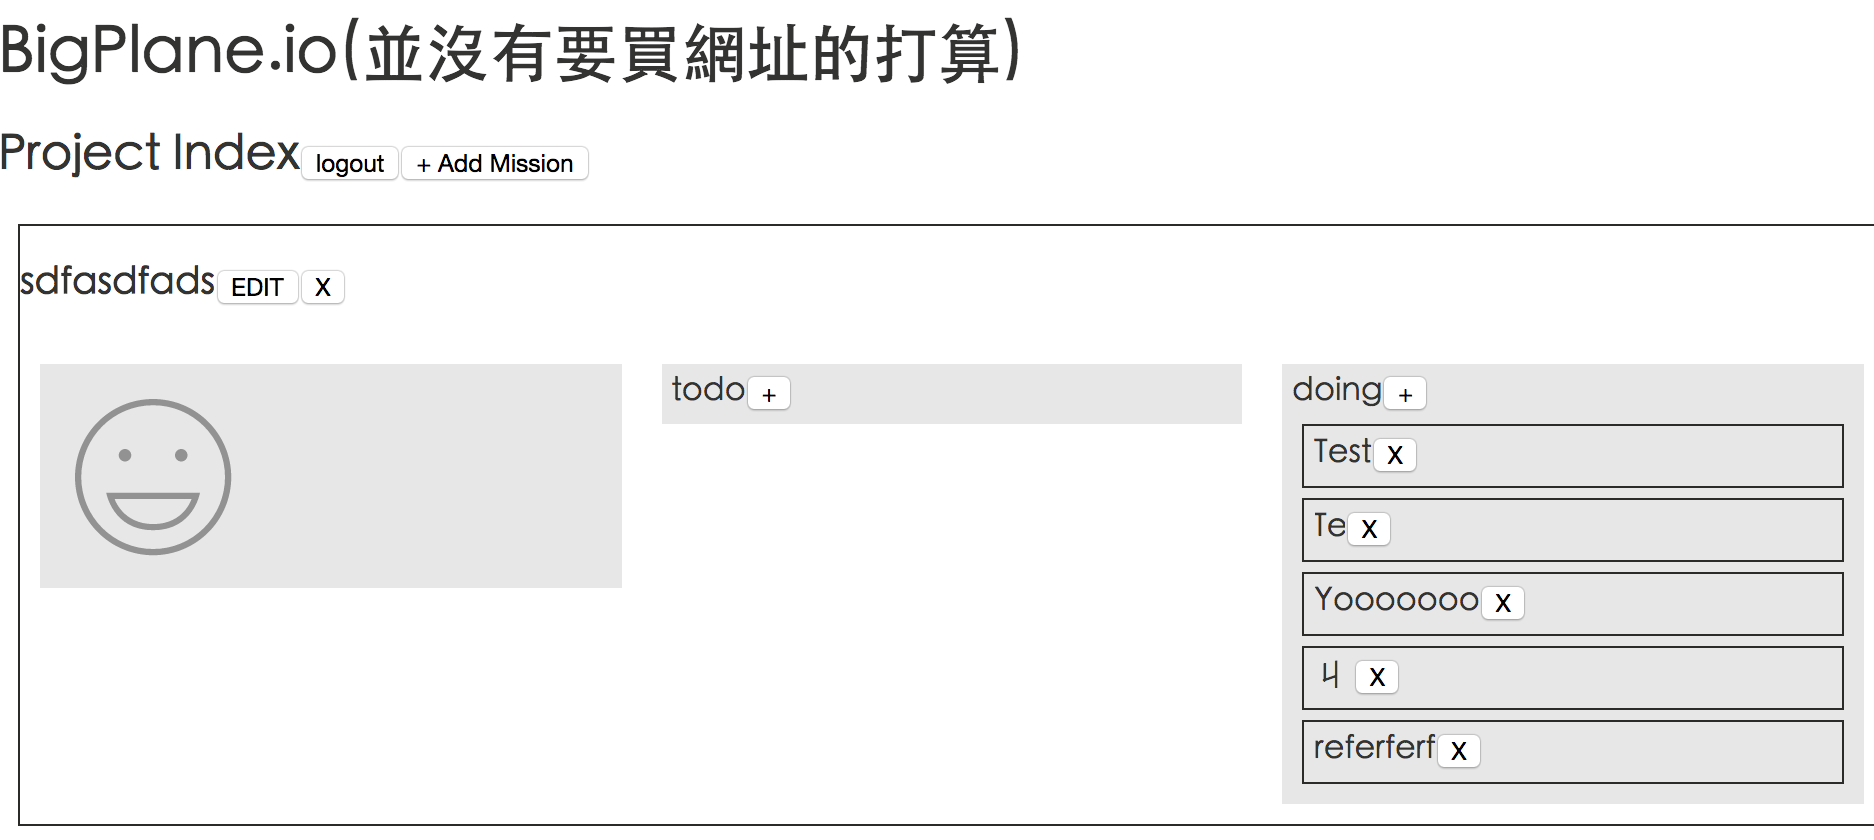 BigPlane.io(並沒有要買網址的打算)
Project Index logout + Add Mission
sdfasdfads EDIT X
todo +
doing +
Test X
Te X
Yooooooo X
ㄐ X
referferf X